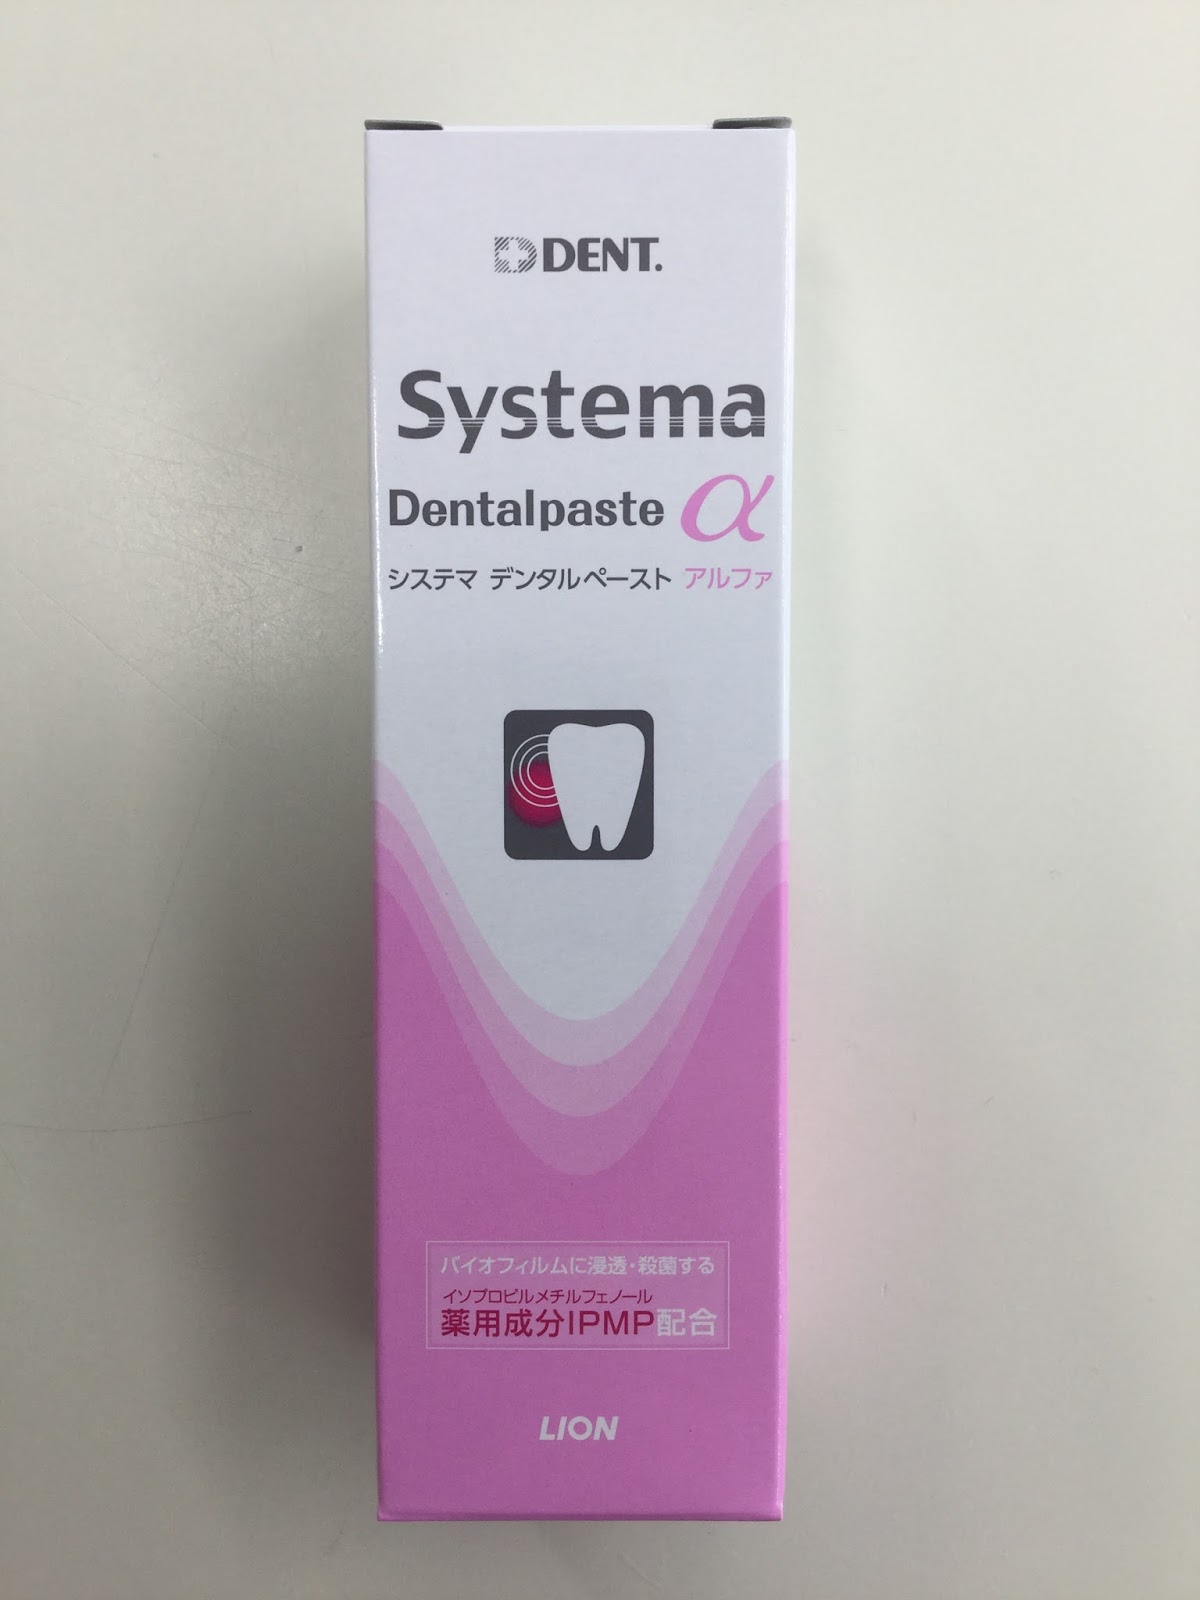 DENT.
Systema
Dentalpaste α
システマ デンタルペースト アルファ
バイオフィルムに浸透・殺菌する
イソプロピルメチルフェノール
薬用成分IPMP配合
LION